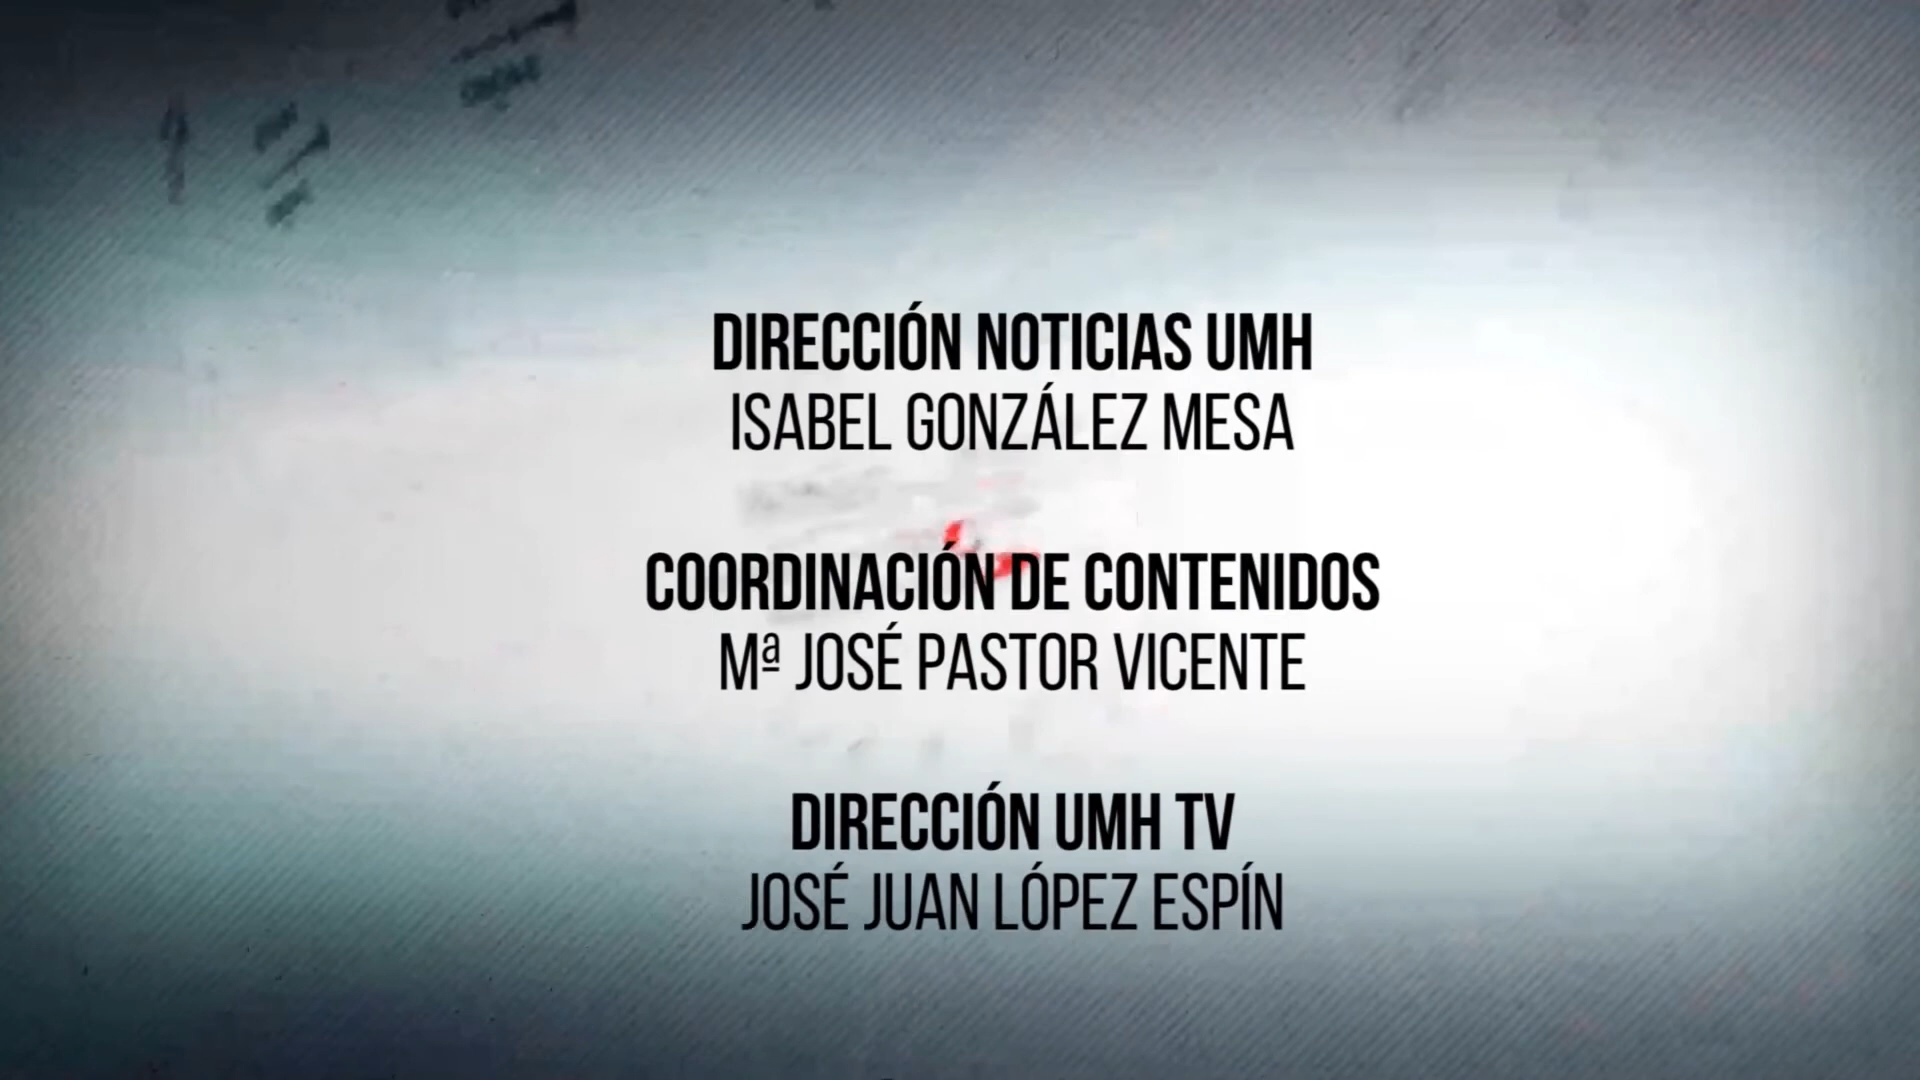 DIRECCIÓN NOTICIAS UMH
ISABEL GONZÁLEZ MESA
COORDINACIÓN DE CONTENIDOS
Mª JOSÉ PASTOR VICENTE
DIRECCIÓN UMH TV
JOSÉ JUAN LÓPEZ ESPÍN